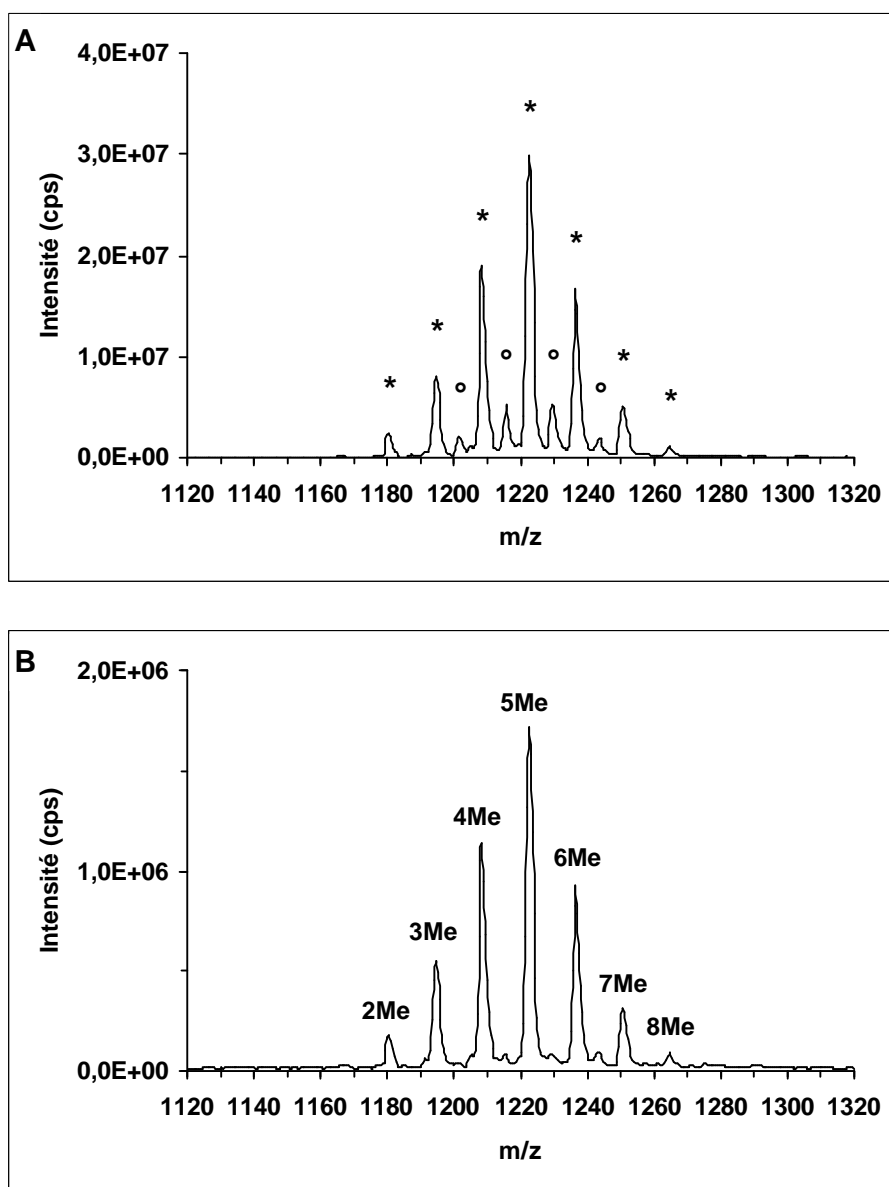 A
Intensité (cps)
4,0E+07
3,0E+07
2,0E+07
1,0E+07
0,0E+00
* * * ° * ° * ° * ° * *
1120 1140 1160 1180 1200 1220 1240 1260 1280 1300 1320
m/z
B
Intensité (cps)
2,0E+06
1,0E+06
0,0E+00
2Me
3Me
4Me
5Me
6Me
7Me
8Me
1120 1140 1160 1180 1200 1220 1240 1260 1280 1300 1320
m/z